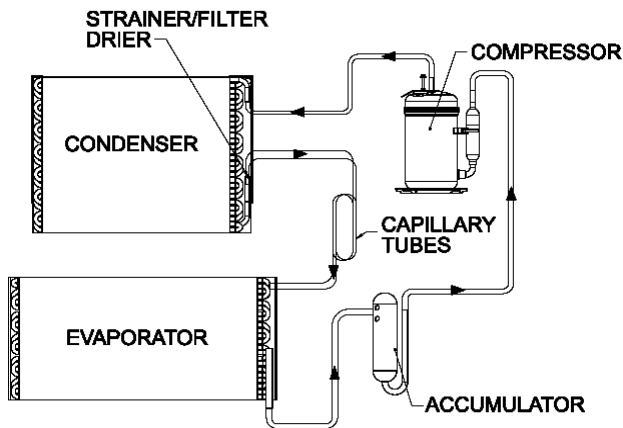 STRAINER/FILTER
DRIER
COMPRESSOR
CONDENSER
CAPILLARY
TUBES
EVAPORATOR
ACCUMULATOR